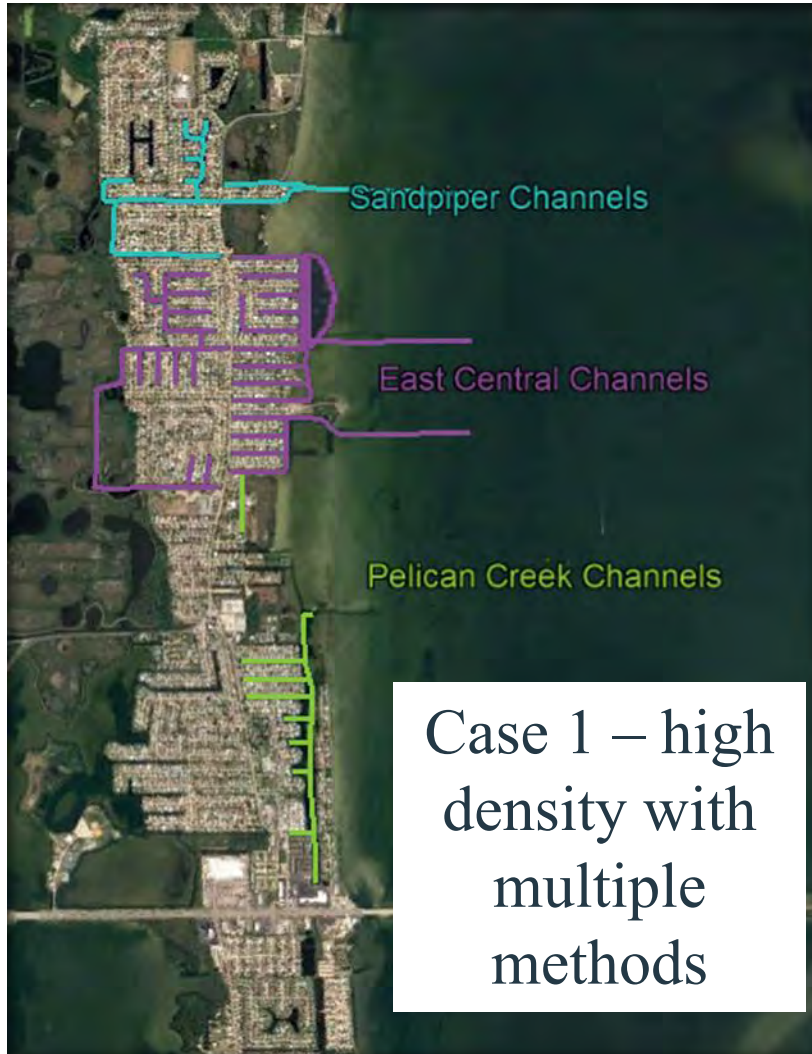 Sandpiper Channels
East Central Channels
Pelican Creek Channels
Case 1 – high
density with
multiple
methods